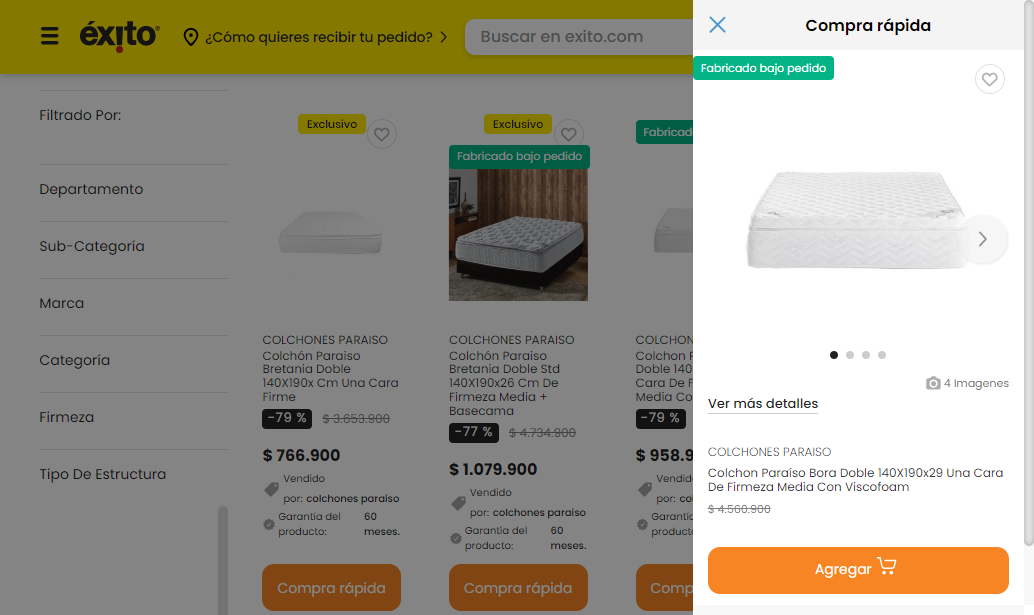 éxito
¿Cómo quieres recibir tu pedido?
Buscar en exito.com
Filtrado Por:
Departamento
Sub-Categoría
Marca
Categoría
Firmeza
Tipo De Estructura
Exclusivo
COLCHONES PARAISO
Colchón Paraiso
Bretania Doble
140X190x Cm Una Cara
Firme
-79 %
$ 3.653.900
$ 766.900
Vendido
por: colchones paraiso
Garantía del
producto:
60
meses.
Compra rápida
Exclusivo
Fabricado bajo pedido
COLCHONES PARAISO
Colchón Paraiso
Bretania Doble Std
140X190x26 Cm De
Firmeza Media +
Basecama
-77 %
$ 4.734.900
$ 1.079.900
Vendido
por: colchones paraiso
Garantía del
producto:
60
meses.
Compra rápida
Fabricad
COLCHON
Colchon P
Doble 140
Cara De F
Media Co
-79 %
$ 958.9
Vendid
por: co
Garantí
product
Comp
Compra rápida
Fabricado bajo pedido
4 Imagenes
Ver más detalles
COLCHONES PARAISO
Colchon Paraíso Bora Doble 140X190x29 Una Cara
De Firmeza Media Con Viscofoam
$ 4.560.900
Agregar